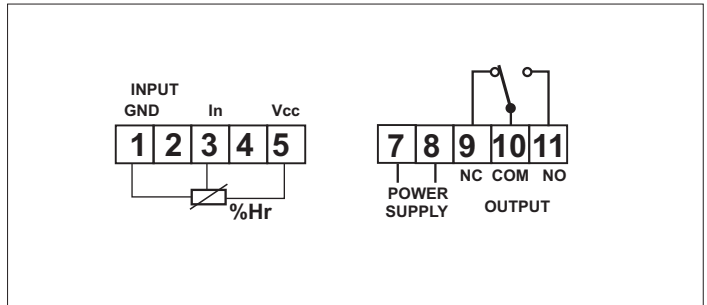 INPUT
GND In Vcc
1 2 3 4 5
%Hr
7 8 9 10 11
NC COM NO
POWER
SUPPLY
OUTPUT